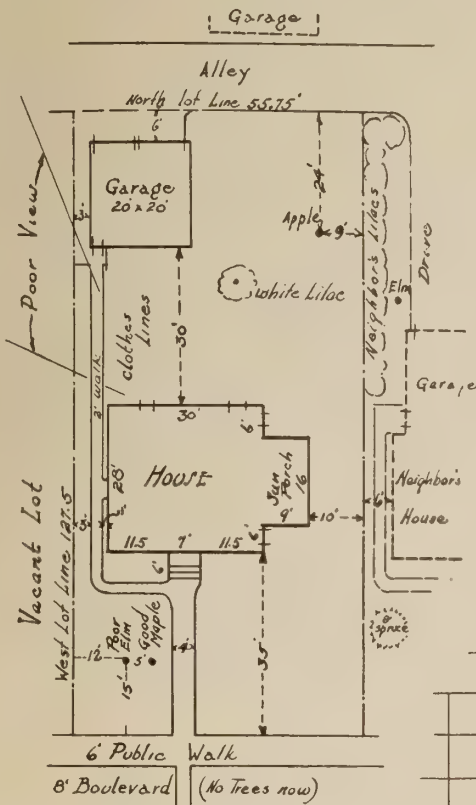 Garage
Alley
North lot Line 55.75'
6'
Garage
20' x 20'
3'
Poor View
24'
Apple
9'
Neighbor's Lilacs
Drive
Elm
White Lilac
Clothes
Lines
30'
2' Walk
Garage
30'
6'
House
28'
Sun
Porch
16
9'
6'
10'
6'
Neighbor's
House
3'
11.5
7'
11.5'
6'
Vacant Lot
West Lot Line 127.5
8'
Spruce
Poor
Elm
Good
Maple
12'
5'
15'
4'
35'
6' Public Walk
8' Boulevard (No Trees now)